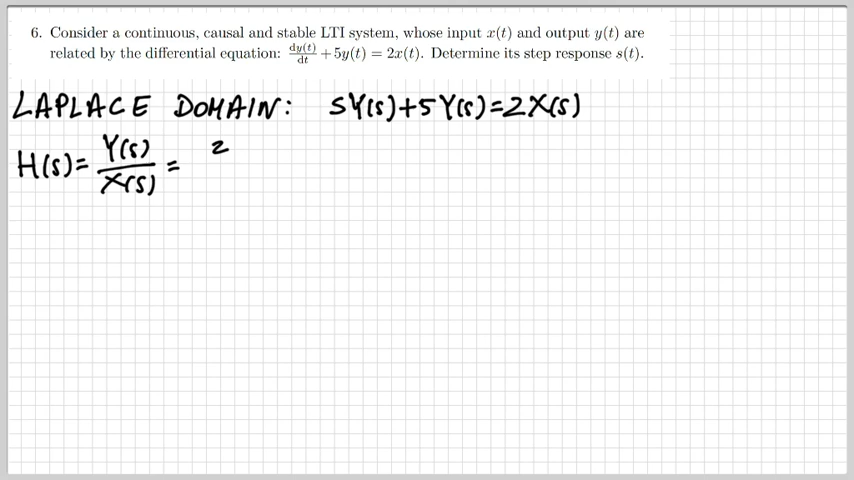 6. Consider a continuous, causal and stable LTI system, whose input x(t) and output y(t) are
related by the differential equation: dy(t)/dt + 5y(t) = 2x(t). Determine its step response s(t).
LAPLACE DOMAIN: SY(s)+5Y(s)=2X(s)
H(s)= Y(s)/X(s) = 2